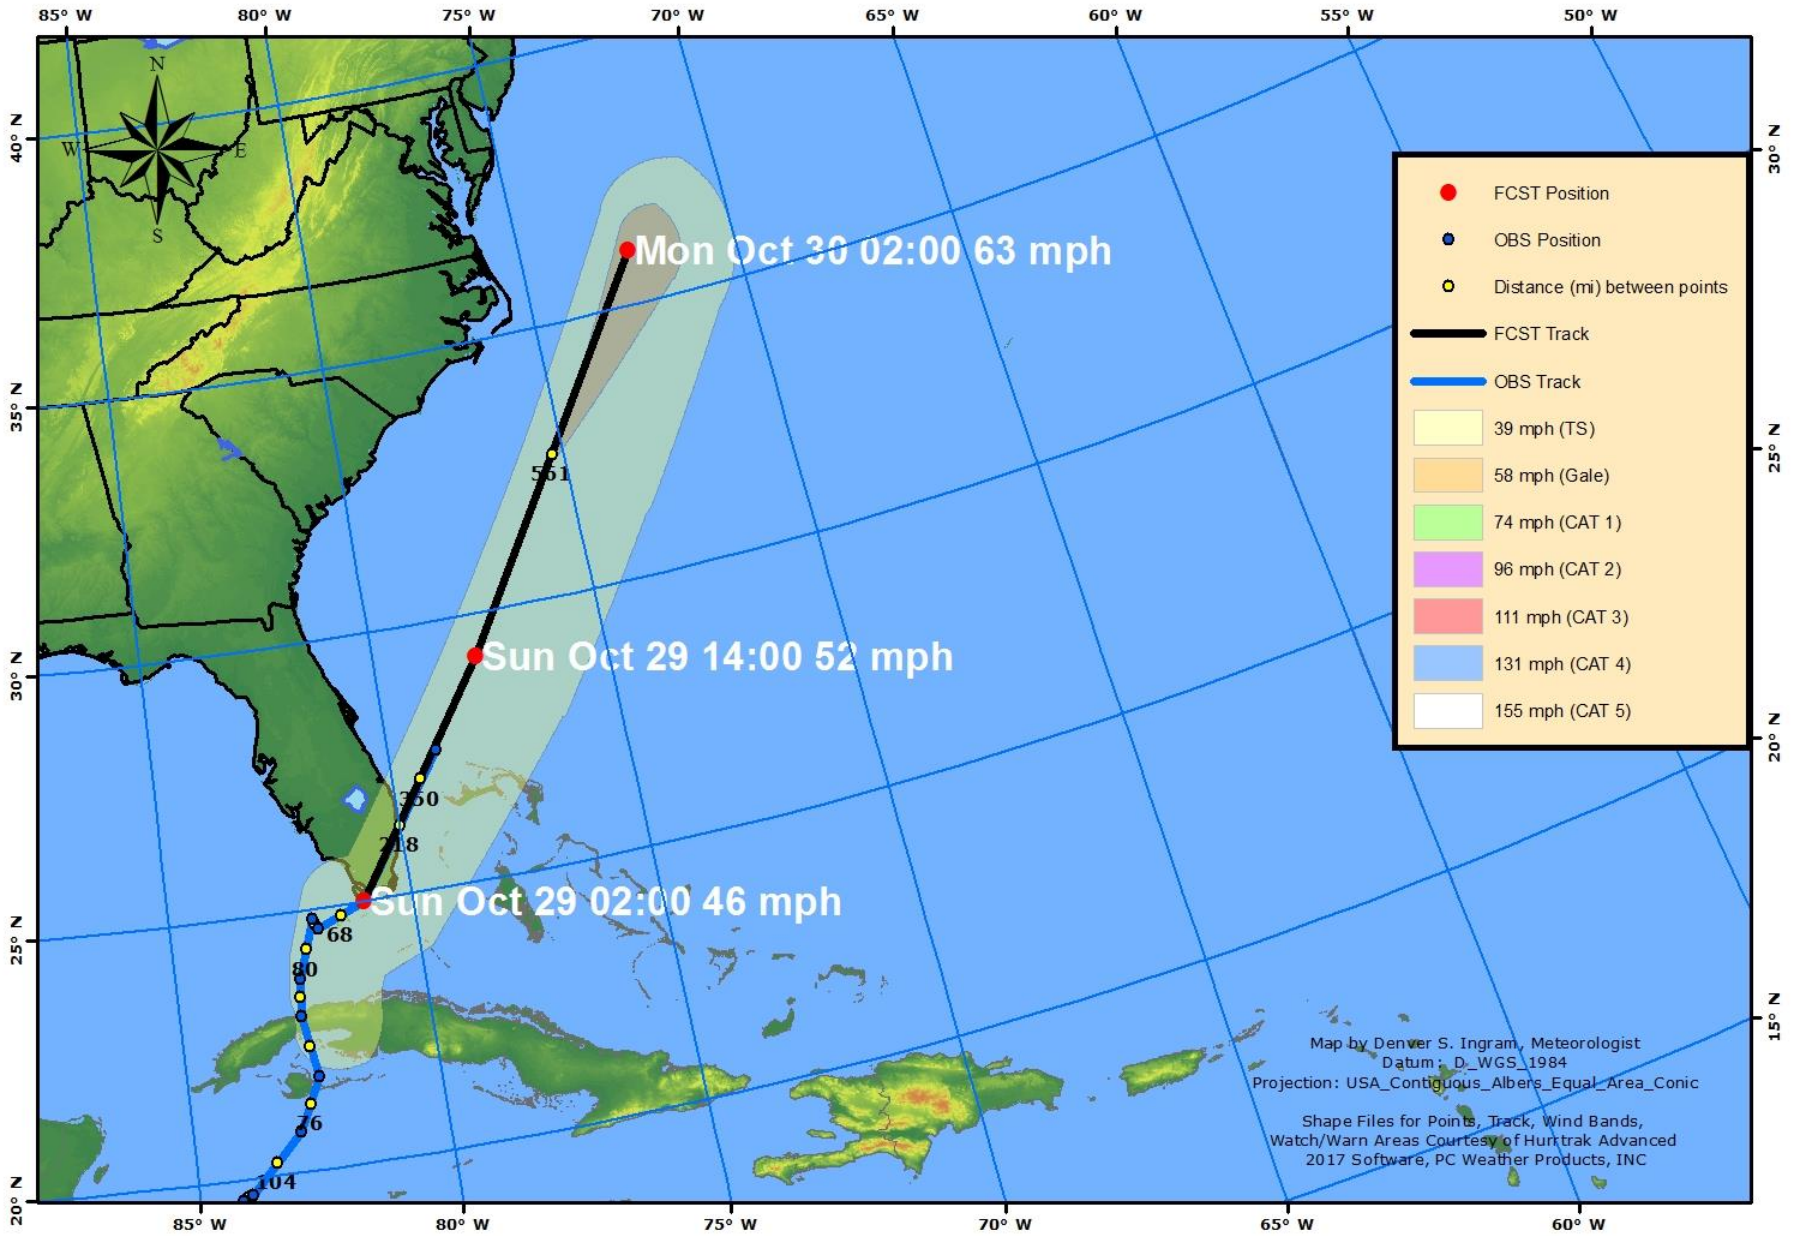 85° W 80° W 75° W 70° W 65° W 60° W 55° W 50° W
N
W E
S
40° N
35° N
30° N
25° N
20° N
30° N
25° N
20° N
15° N
Mon Oct 30 02:00 63 mph
561
Sun Oct 29 14:00 52 mph
350
218
Sun Oct 29 02:00 46 mph
68
80
76
104
FCST Position
OBS Position
Distance (mi) between points
FCST Track
OBS Track
39 mph (TS)
58 mph (Gale)
74 mph (CAT 1)
96 mph (CAT 2)
111 mph (CAT 3)
131 mph (CAT 4)
155 mph (CAT 5)
Map by Denver S. Ingram, Meteorologist
Datum: D_WGS_1984
Projection: USA_Contiguous_Albers_Equal_Area_Conic
Shape Files for Points, Track, Wind Bands,
Watch/Warn Areas Courtesy of Hurrtrak Advanced
2017 Software, PC Weather Products, INC
85° W 80° W 75° W 70° W 65° W 60° W